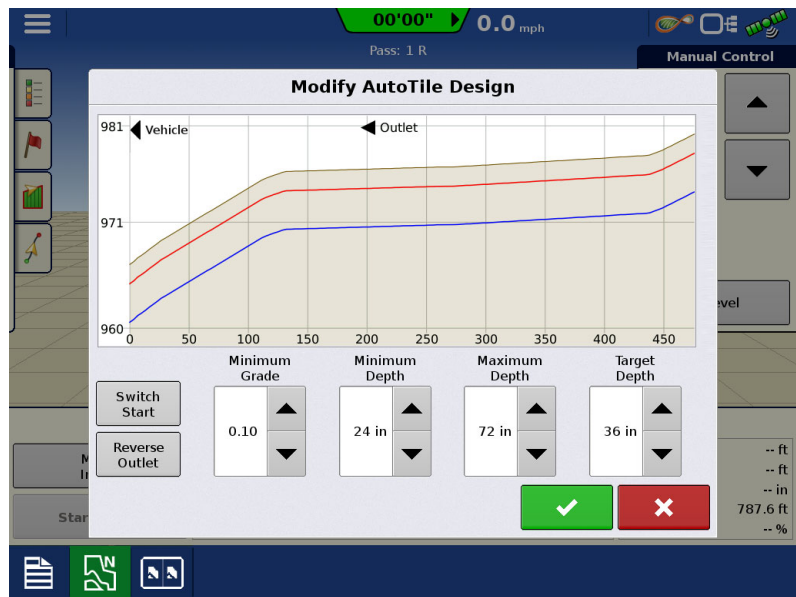 00'00"
0.0 mph
Pass: 1 R
Manual Control
Modify AutoTile Design
981
Vehicle
Outlet
971
960
0 50 100 150 200 250 300 350 400 450
Minimum Grade
Minimum Depth
Maximum Depth
Target Depth
Switch Start
0.10
24 in
72 in
36 in
Reverse Outlet
evel
M
Star
-- ft
-- ft
-- in
787.6 ft
-- %
N